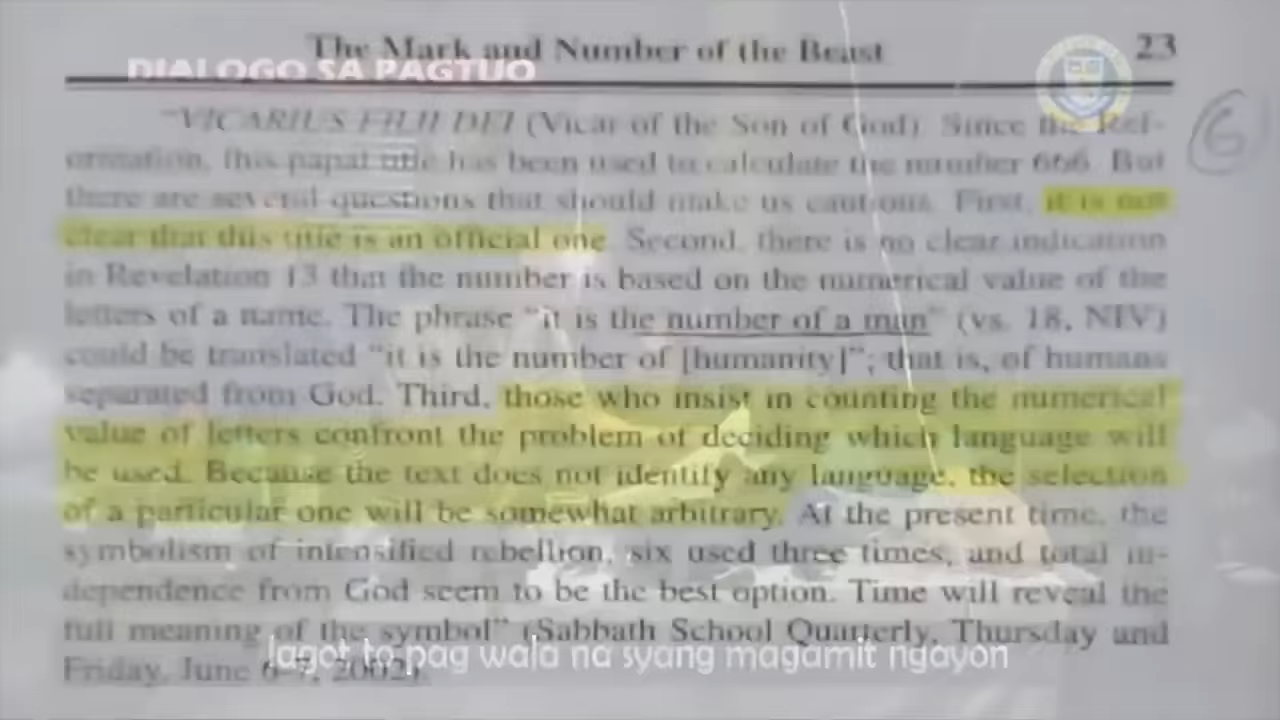 The Mark and Number of the Beast 23
DIALOGO SA PAGTUO
"VICARIUS FILII DEI (Vicar of the Son of God). Since the Ref-
ormation, this papal title has been used to calculate the number 666. But
there are several questions that should make us cautious. First, it is not
clear that this title is an official one. Second, there is no clear indication
in Revelation 13 that the number is based on the numerical value of the
letters of a name. The phrase "it is the number of a man" (vs. 18, NIV)
could be translated "it is the number of [humanity]"; that is, of humans
separated from God. Third, those who insist in counting the numerical
value of letters confront the problem of deciding which language will
be used. Because the text does not identify any language, the selection
of a particular one will be somewhat arbitrary. At the present time, the
symbolism of intensified rebellion, six used three times, and total in-
dependence from God seem to be the best option. Time will reveal the
full meaning of the symbol" (Sabbath School Quarterly, Thursday and
Friday, June 6–7, 2002).
6
lagot to pag wala na syang magamit ngayon